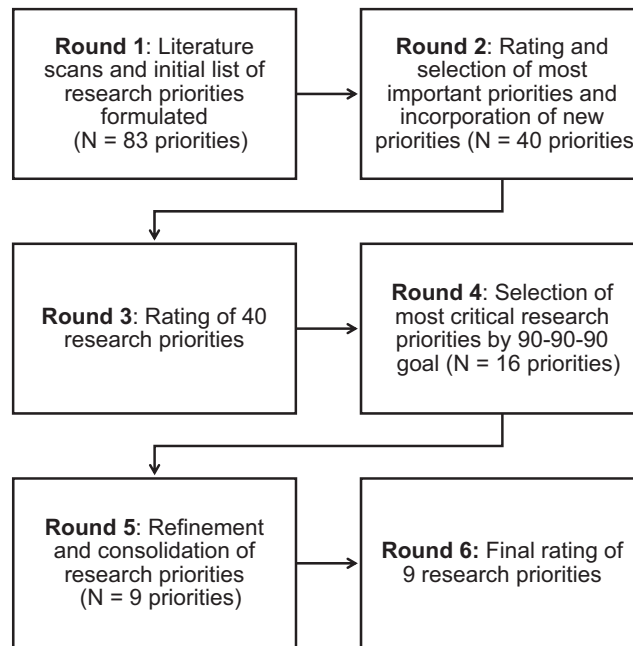 Round 1: Literature
scans and initial list of
research priorities
formulated
(N = 83 priorities)
Round 2: Rating and
selection of most
important priorities and
incorporation of new
priorities (N = 40 priorities
Round 3: Rating of 40
research priorities
Round 4: Selection of
most critical research
priorities by 90-90-90
goal (N = 16 priorities)
Round 5: Refinement
and consolidation of
research priorities
(N = 9 priorities)
Round 6: Final rating of
9 research priorities